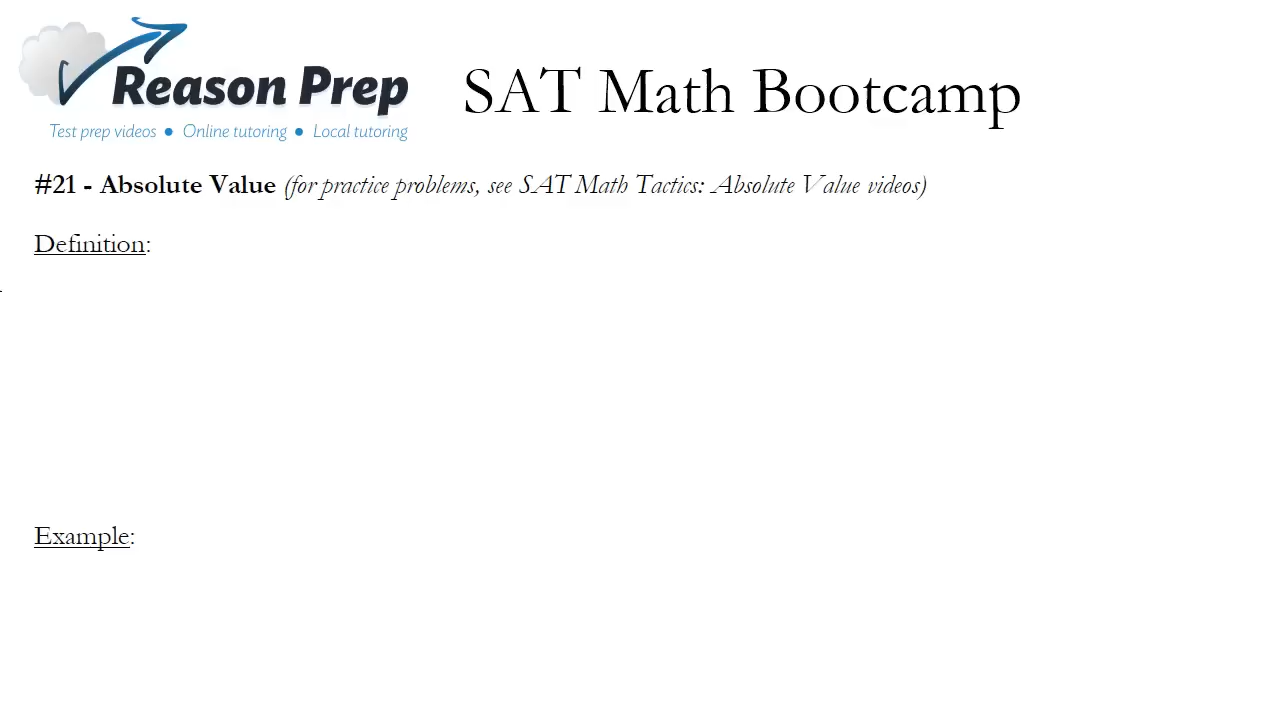 Reason Prep
SAT Math Bootcamp
Test prep videos ● Online tutoring ● Local tutoring
#21 - Absolute Value (for practice problems, see SAT Math Tactics: Absolute Value videos)
Definition:
Example: